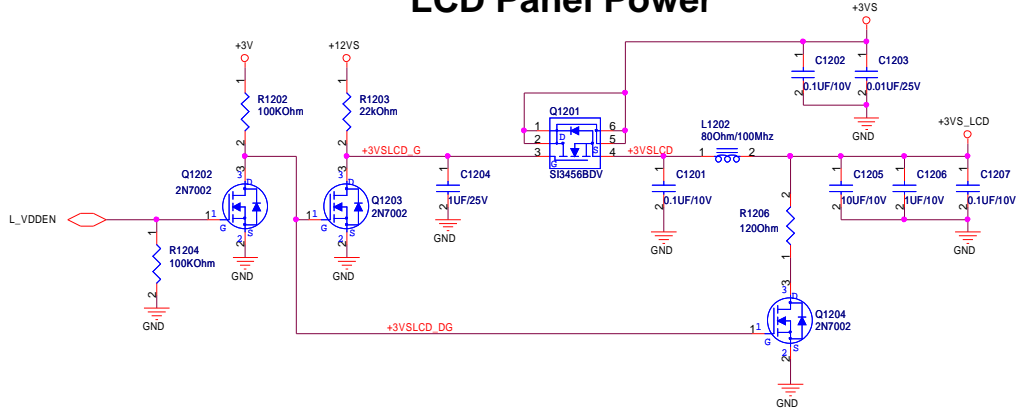 LCD Panel Power
+3VS
+3V
+12VS
C1202
0.1UF/10V
C1203
0.01UF/25V
R1202
100KOhm
R1203
22kOhm
Q1201
SI3456BDV
1 2 3 6 5 4
D S G
+3VSLCD_G
+3VSLCD
L1202
80Ohm/100Mhz
1 2
+3VS_LCD
Q1202
2N7002
Q1203
2N7002
C1204
1UF/25V
C1201
0.1UF/10V
C1205
10UF/10V
C1206
1UF/10V
C1207
0.1UF/10V
L_VDDEN
R1204
100KOhm
R1206
120Ohm
GND
GND
GND
GND
GND
GND
GND
GND
+3VSLCD_DG
Q1204
2N7002
GND